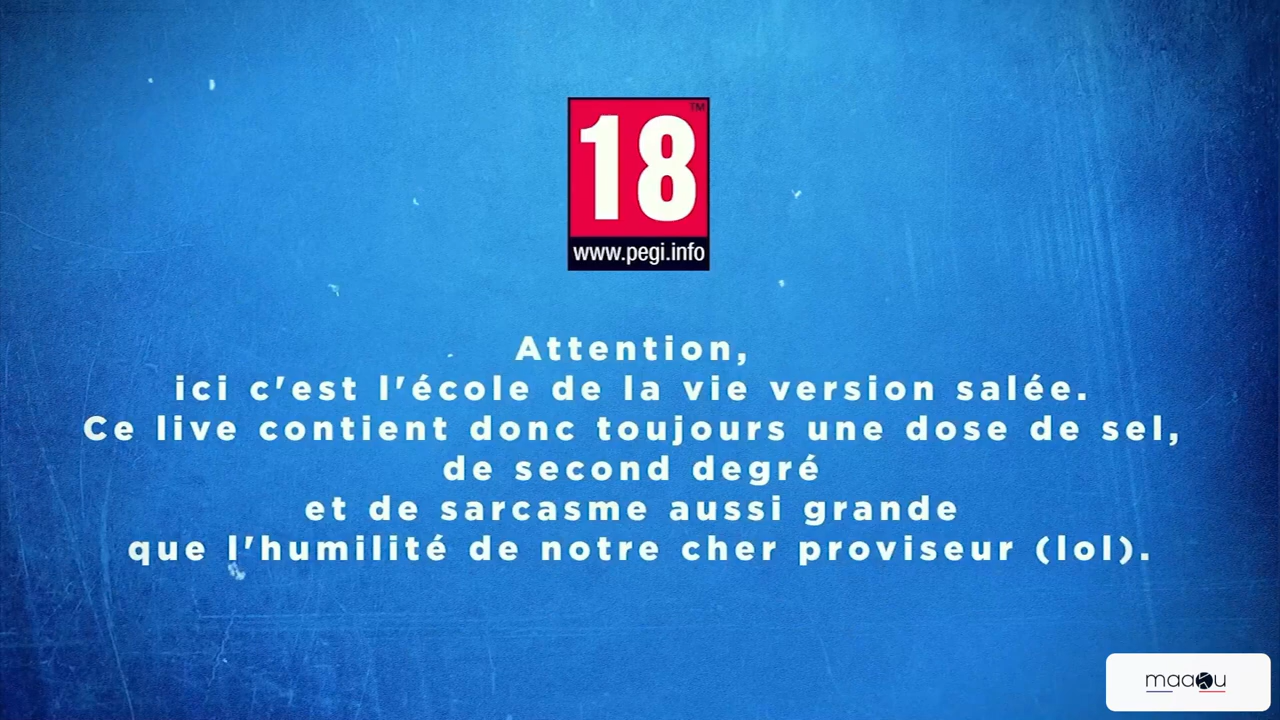 18
TM
www.pegi.info
Attention,
ici c'est l'école de la vie version salée.
Ce live contient donc toujours une dose de sel,
de second degré
et de sarcasme aussi grande
que l'humilité de notre cher proviseur (lol).
maaKu